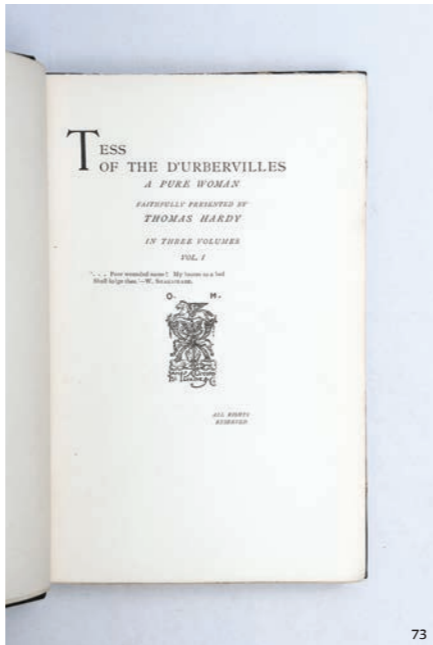 TESS
OF THE D'URBERVILLES
A PURE WOMAN
FAITHFULLY PRESENTED BY
THOMAS HARDY
IN THREE VOLUMES
VOL. I
'. . . Poor wounded name! My bosom as a bed
Shall lodge thee.'—W. SHAKSPEARE.
O. M.
ALL RIGHTS
RESERVED
73